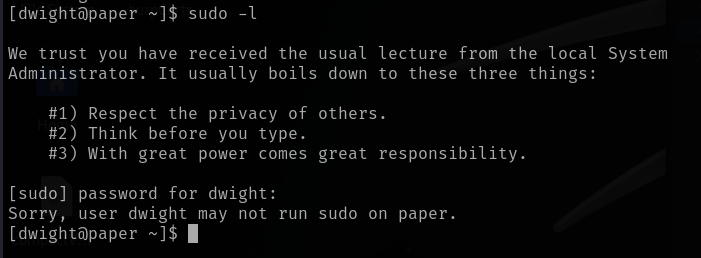 [dwight@paper ~]$ sudo -l
We trust you have received the usual lecture from the local System
Administrator. It usually boils down to these three things:
#1) Respect the privacy of others.
#2) Think before you type.
#3) With great power comes great responsibility.
[sudo] password for dwight:
Sorry, user dwight may not run sudo on paper.
[dwight@paper ~]$